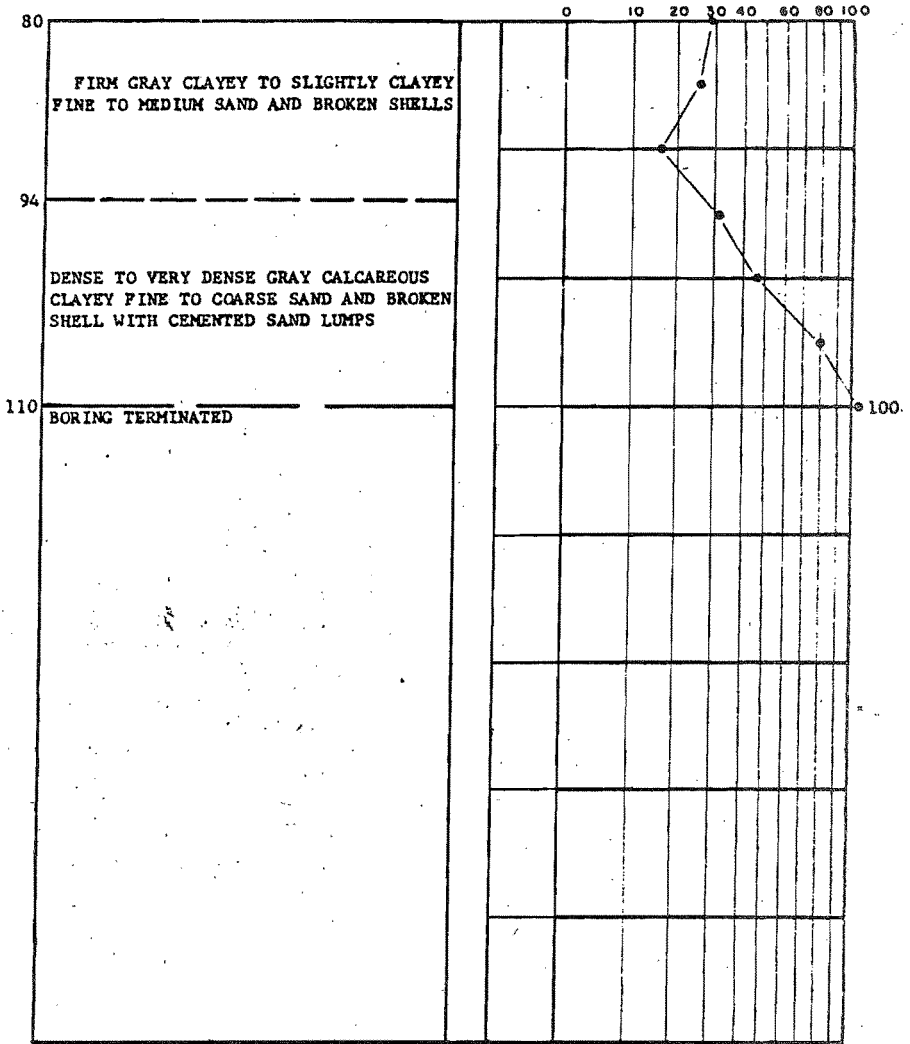 80
0 10 20 30 40 60 80 100
FIRM GRAY CLAYEY TO SLIGHTLY CLAYEY
FINE TO MEDIUM SAND AND BROKEN SHELLS
94
DENSE TO VERY DENSE GRAY CALCAREOUS
CLAYEY FINE TO COARSE SAND AND BROKEN
SHELL WITH CEMENTED SAND LUMPS
110
100
BORING TERMINATED